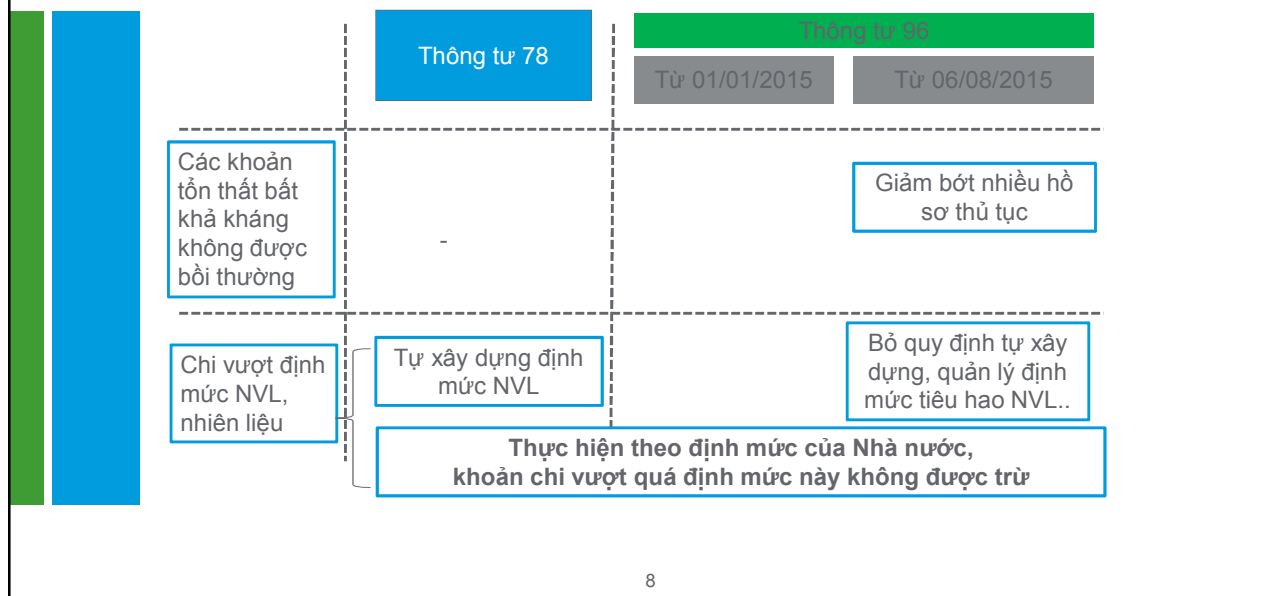 Thông tư 78
Thông tư 96
Từ 01/01/2015
Từ 06/08/2015
Các khoản
tổn thất bất
khả kháng
không được
bồi thường
-
Giảm bớt nhiều hồ
sơ thủ tục
Chi vượt định
mức NVL,
nhiên liệu
Tự xây dựng định
mức NVL
Bỏ quy định tự xây
dựng, quản lý định
mức tiêu hao NVL..
Thực hiện theo định mức của Nhà nước,
khoản chi vượt quá định mức này không được trừ
8